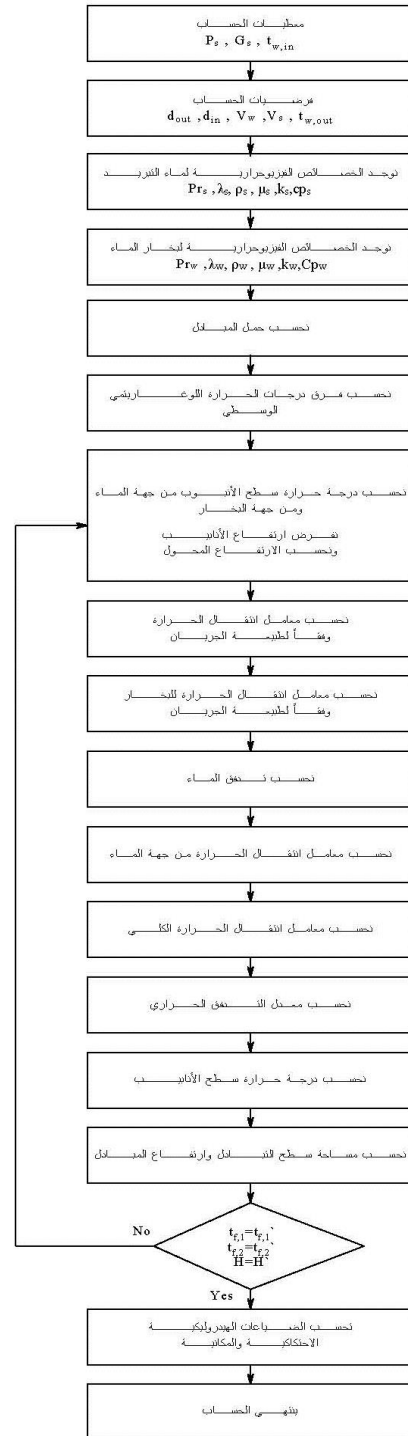 معطيات الحساب
Ps , Gs , tw,in
فرضيات الحساب
dout ,din , Vw ,Vs , tw,out
نوجد الخصائص الفيزيوحرارية لماء التبريد
Prs ,λs, ρs , μs ,ks,cps
نوجد الخصائص الفيزيوحرارية لبخار الماء
Prw ,λw, ρw , μw ,kw,Cpw
نحسب حمل المبادل
نحسب فرق درجات الحرارة اللوغاريتمي
الوسطي
نحسب درجة حرارة سطح الأنبوب من جهة الماء
ومن جهة البخار
نفرض ارتفاع الأنابيب
ونحسب الارتفاع المحول
نحسب معامل انتقال الحرارة
وفقاً لطبيعة الجريان
نحسب معامل انتقال الحرارة للبخار
وفقاً لطبيعة الجريان
نحسب تدفق الماء
نحسب معامل انتقال الحرارة من جهة الماء
نحسب معامل انتقال الحرارة الكلي
نحسب معدل التدفق الحراري
نحسب درجة حرارة سطح الأنابيب
نحسب مساحة سطح التبادل وارتفاع المبادل
No
tf,1=tf,1`
tf,2=tf,2`
H=H`
Yes
نحسب الضياعات الهيدروليكية
الاحتكاكية والمكانية
ينتهي الحساب